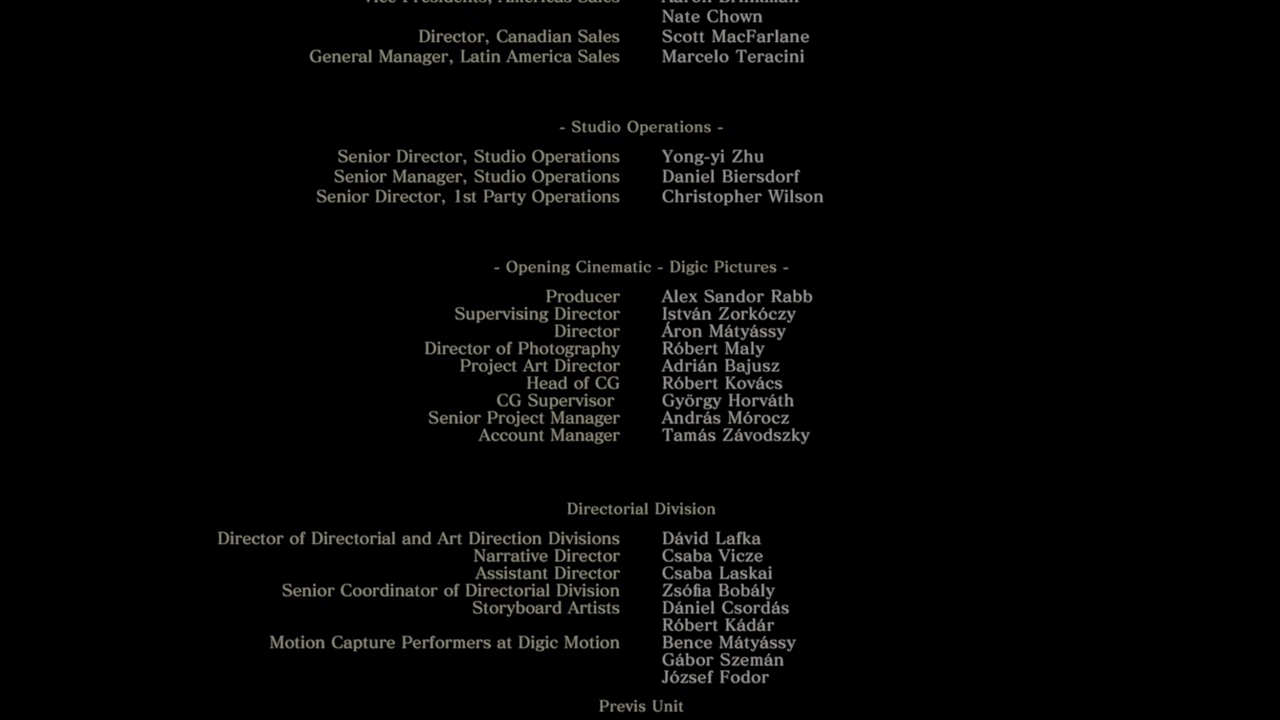 Vice Presidents, Americas Sales Aaron Brinkman
Nate Chown
Director, Canadian Sales Scott MacFarlane
General Manager, Latin America Sales Marcelo Teracini
- Studio Operations -
Senior Director, Studio Operations Yong-yi Zhu
Senior Manager, Studio Operations Daniel Biersdorf
Senior Director, 1st Party Operations Christopher Wilson
- Opening Cinematic - Digic Pictures -
Producer Alex Sandor Rabb
Supervising Director István Zorkóczy
Director Áron Mátyássy
Director of Photography Róbert Maly
Project Art Director Adrián Bajusz
Head of CG Róbert Kovács
CG Supervisor György Horváth
Senior Project Manager András Mórocz
Account Manager Tamás Závodszky
Directorial Division
Director of Directorial and Art Direction Divisions Dávid Lafka
Narrative Director Csaba Vicze
Assistant Director Csaba Laskai
Senior Coordinator of Directorial Division Zsófia Bobály
Storyboard Artists Dániel Csordás
Róbert Kádár
Motion Capture Performers at Digic Motion Bence Mátyássy
Gábor Szemán
József Fodor
Previs Unit